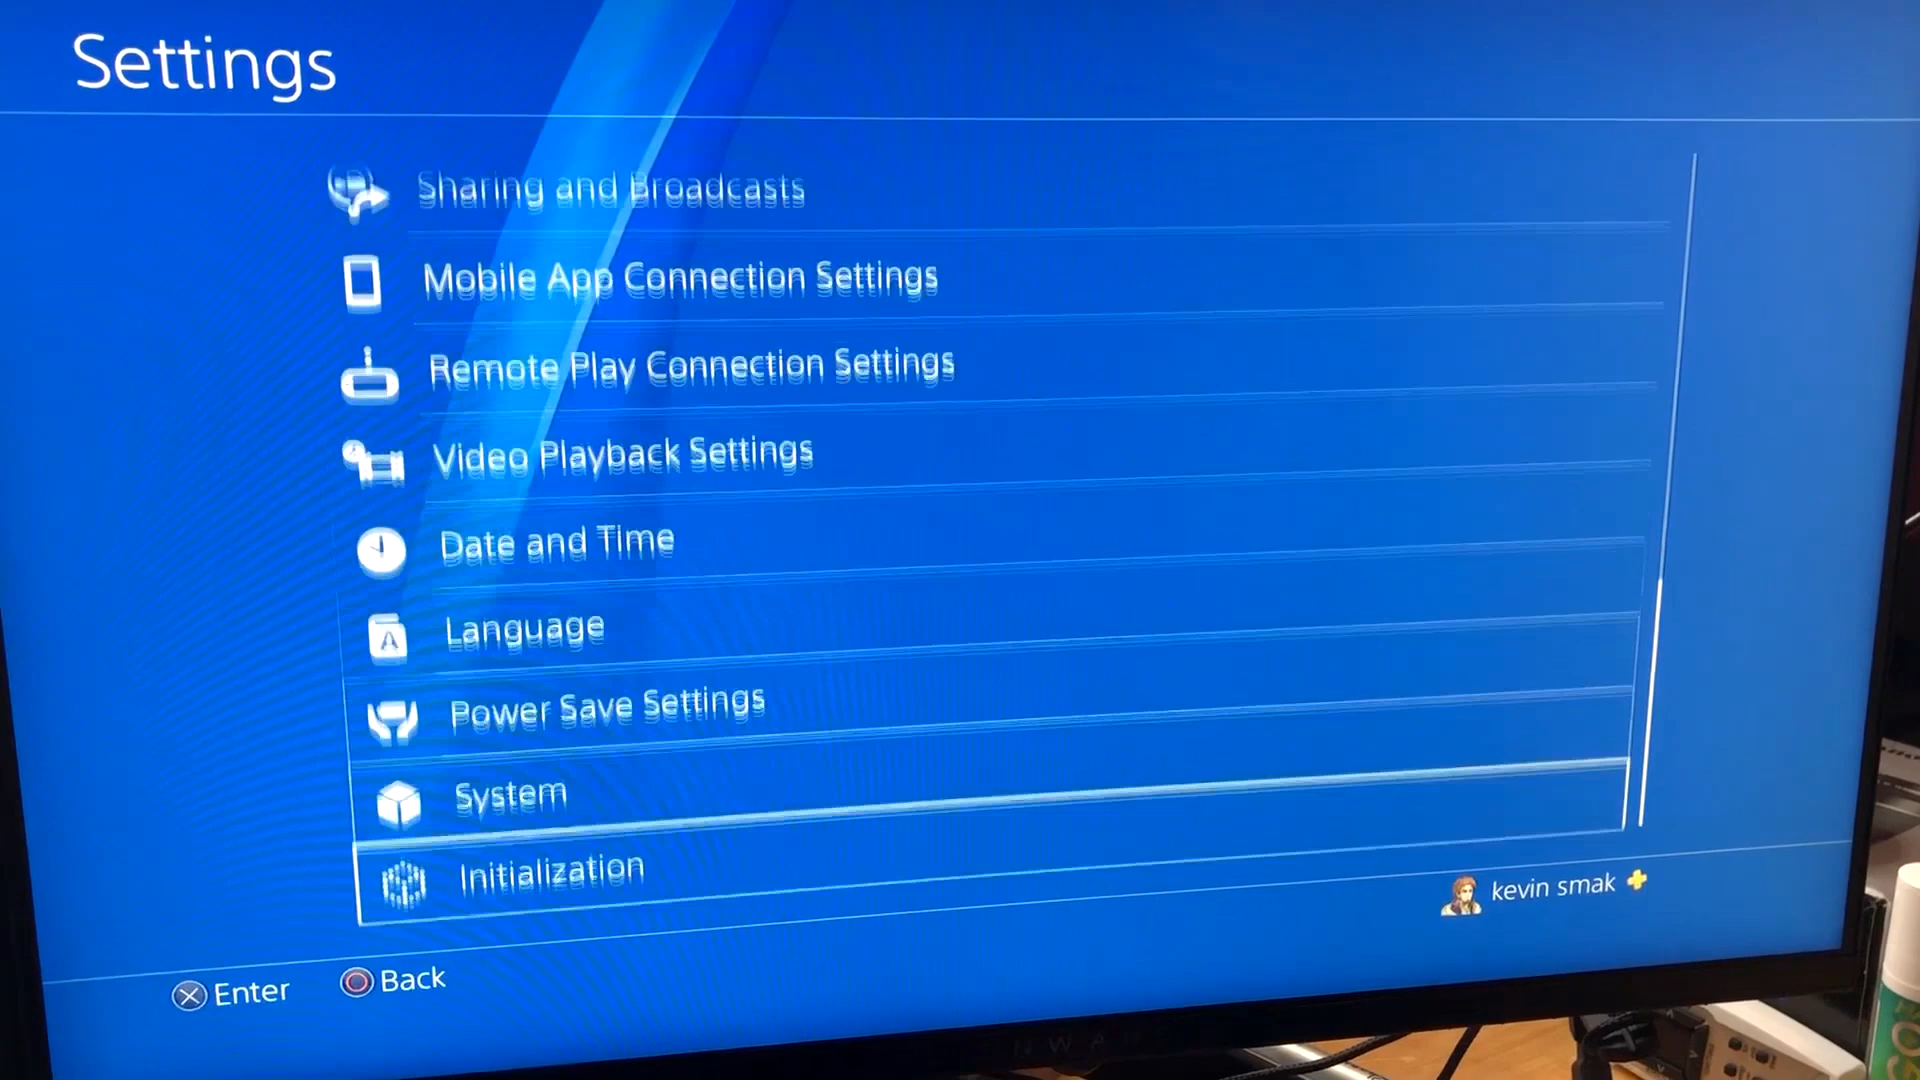 Settings
Sharing and Broadcasts
Mobile App Connection Settings
Remote Play Connection Settings
Video Playback Settings
Date and Time
Language
Power Save Settings
System
Initialization
kevin smak
Enter
Back